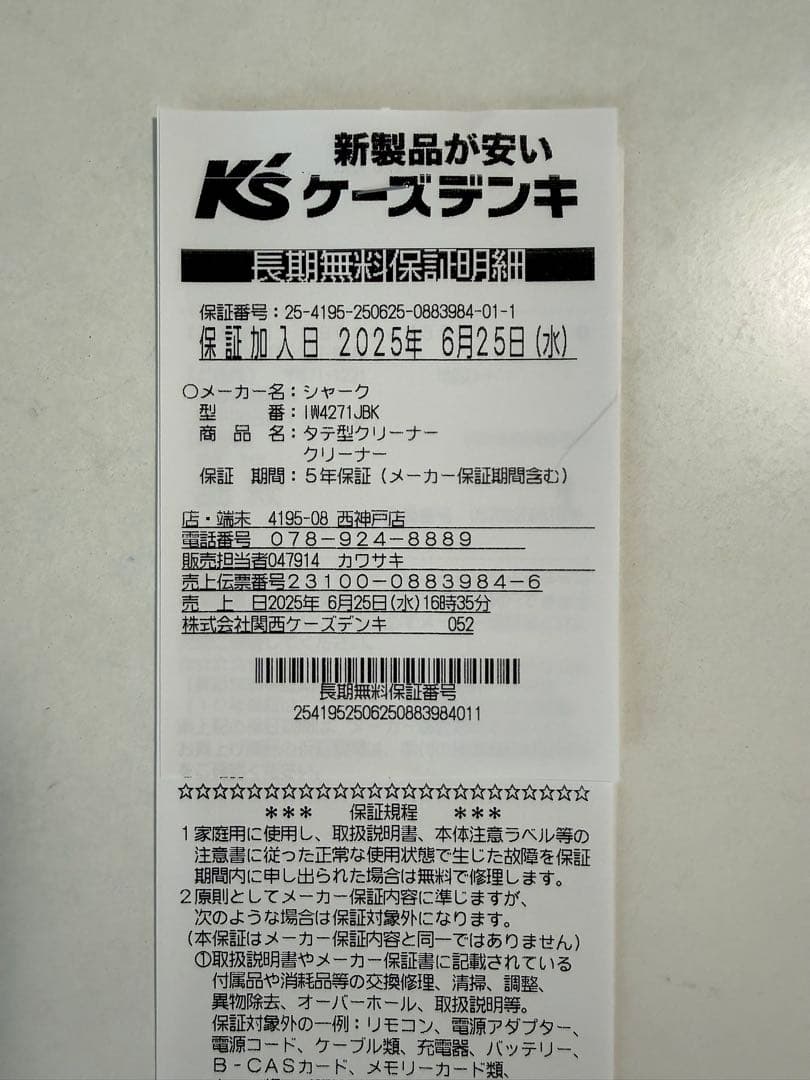 新製品が安い
K's ケーズデンキ
長期無料保証明細
保証番号：25-4195-250625-0883984-01-1
保証加入日 2025年 6月25日(水)
○メーカー名：シャーク
型　　　番：IW4271JBK
商　品　名：タテ型クリーナー
クリーナー
保証　期間：５年保証（メーカー保証期間含む）
店・端末　4195-08 西神戸店
電話番号　０７８－９２４－８８８９
販売担当者047914　カワサキ
売上伝票番号２３１００－０８８３９８４－６
売　上　日2025年 6月25日(水)16時35分
株式会社関西ケーズデンキ　　　052
長期無料保証番号
2541952506250883984011
☆☆☆☆☆☆☆☆☆☆☆☆☆☆☆☆☆☆☆☆☆☆☆☆
＊＊＊　保証規程　＊＊＊
１家庭用に使用し、取扱説明書、本体注意ラベル等の
注意書に従った正常な使用状態で生じた故障を保証
期間内に申し出られた場合は無料で修理します。
２原則としてメーカー保証内容に準じますが、
次のような場合は保証対象外になります。
（本保証はメーカー保証内容と同一ではありません）
①取扱説明書やメーカー保証書に記載されている
付属品や消耗品等の交換修理、清掃、調整、
異物除去、オーバーホール、取扱説明等。
保証対象外の一例：リモコン、電源アダプター、
電源コード、ケーブル類、充電器、バッテリー、
Ｂ－ＣＡＳカード、メモリーカード類、